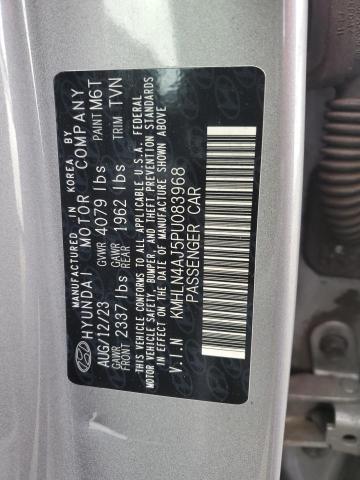 MANUFACTURED IN KOREA BY
HYUNDAI MOTOR COMPANY
AUG/12/23 GVWR 4079 lbs PAINT M6T
GAWR FRONT 2337 lbs GAWR REAR 1962 lbs TRIM TVN
THIS VEHICLE CONFORMS TO ALL APPLICABLE U.S.A. FEDERAL
MOTOR VEHICLE SAFETY, BUMPER, AND THEFT PREVENTION STANDARDS
IN EFFECT ON THE DATE OF MANUFACTURE SHOWN ABOVE.
V.I.N KMHLN4AJ5PU083968
PASSENGER CAR